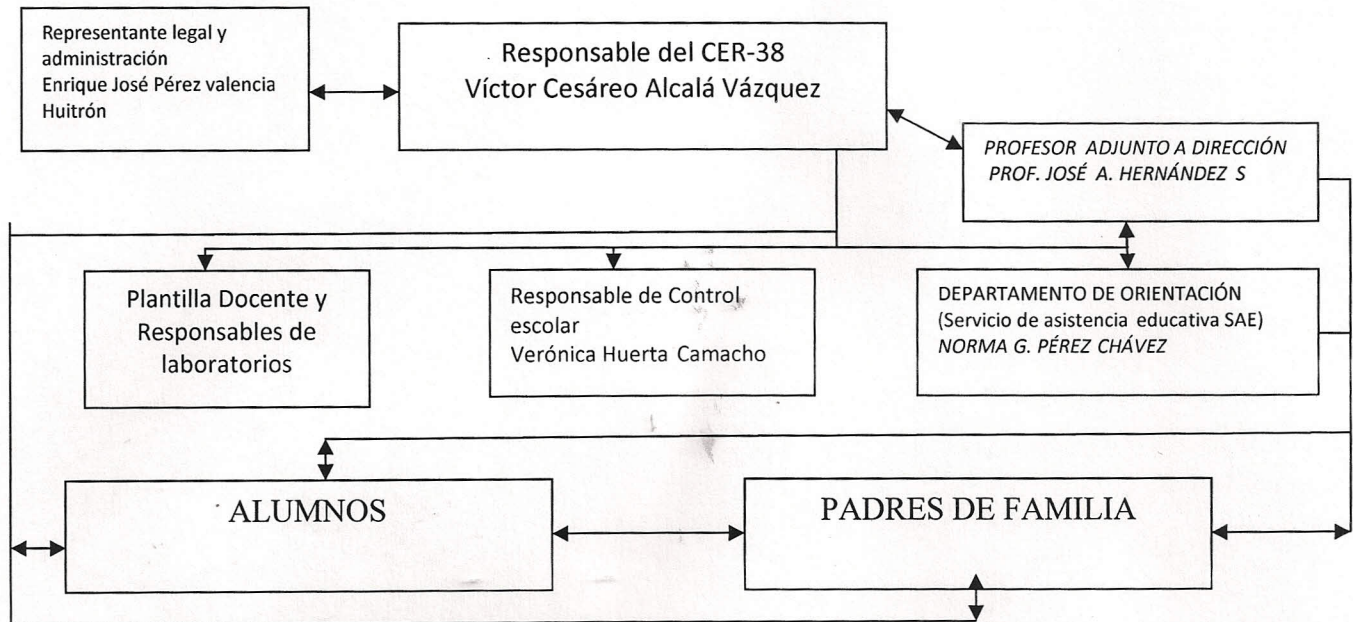 Representante legal y
administración
Enrique José Pérez valencia
Huitrón
Responsable del CER-38
Víctor Cesáreo Alcalá Vázquez
PROFESOR ADJUNTO A DIRECCIÓN
PROF. JOSÉ A. HERNÁNDEZ S
Plantilla Docente y
Responsables de
laboratorios
Responsable de Control
escolar
Verónica Huerta Camacho
DEPARTAMENTO DE ORIENTACIÓN
(Servicio de asistencia educativa SAE)
NORMA G. PÉREZ CHÁVEZ
ALUMNOS
PADRES DE FAMILIA